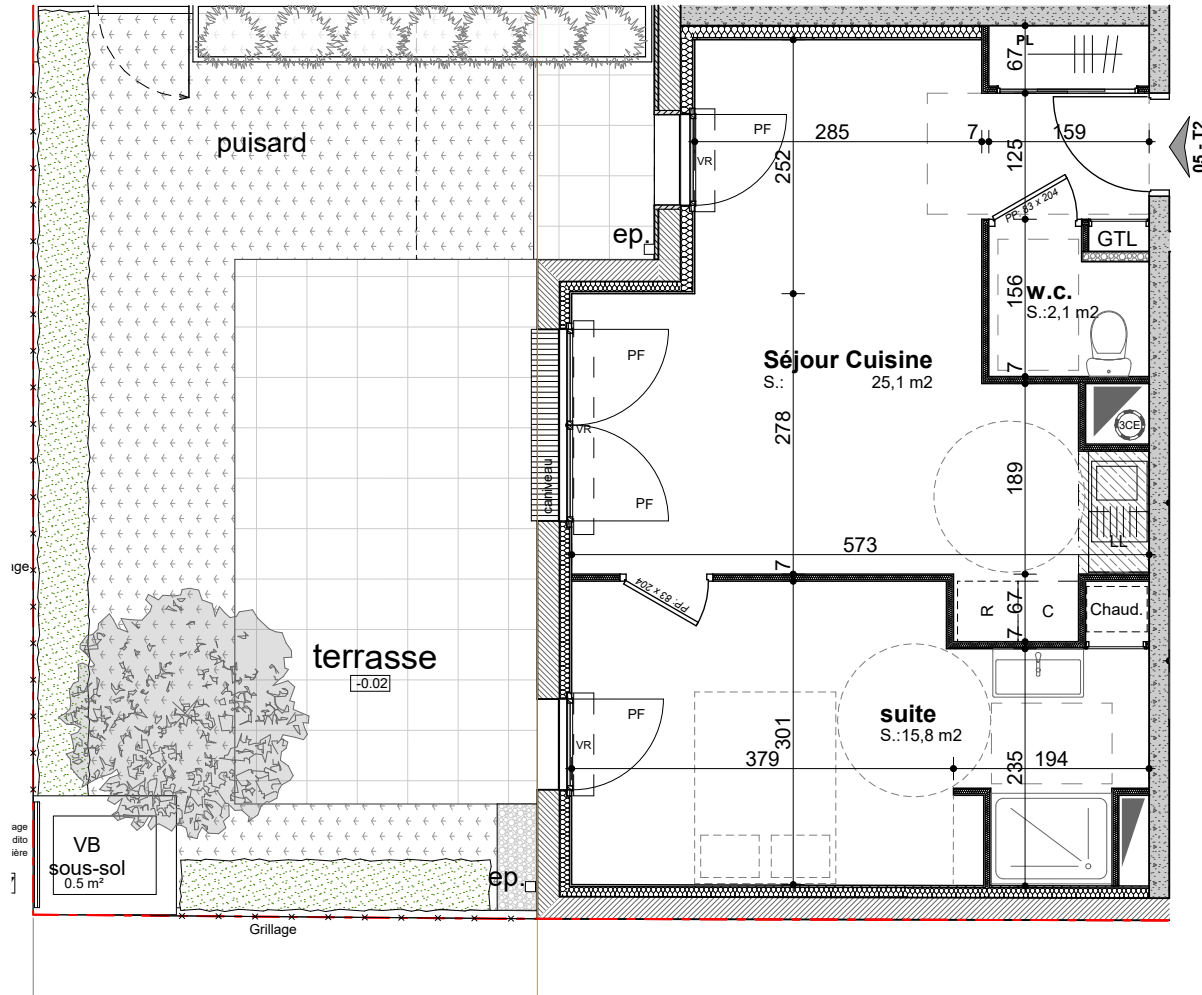 PL
67
puisard
PF
285
7
159
125
252
VR
05 - T2
PP: 83 x 204
ep.
GTL
156
w.c.
S.:2,1 m2
PF
Séjour Cuisine
S.: 25,1 m2
7
3CE
VR
278
caniveau
189
PF
LL
573
7
PP: 83 x 204
R
67
C
Chaud.
7
terrasse
-0.02
PF
suite
S.:15,8 m2
VR
301
379
235
194
VB
sous-sol
0.5 m²
dito
ep.
Grillage